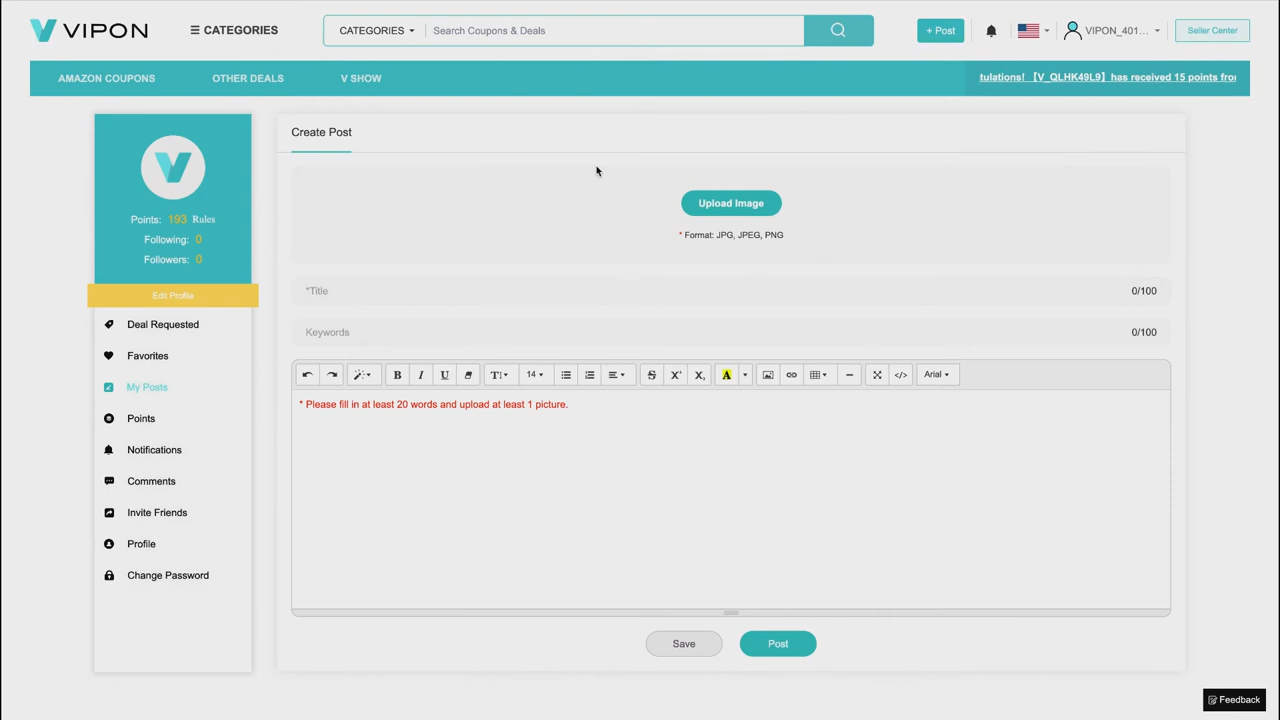 VIPON
☰ CATEGORIES
CATEGORIES
Search Coupons & Deals
+ Post
VIPON_401...
Seller Center
AMAZON COUPONS
OTHER DEALS
V SHOW
tulations! 【V_QLHK49L9】has received 15 points fro
Points: 193 Rules
Following: 0
Followers: 0
Edit Profile
Deal Requested
Favorites
My Posts
Points
Notifications
Comments
Invite Friends
Profile
Change Password
Create Post
Upload Image
* Format: JPG, JPEG, PNG
*Title 0/100
Keywords 0/100
B I U T 14 S X¹ X₁ A </> Arial
* Please fill in at least 20 words and upload at least 1 picture.
Save
Post
Feedback